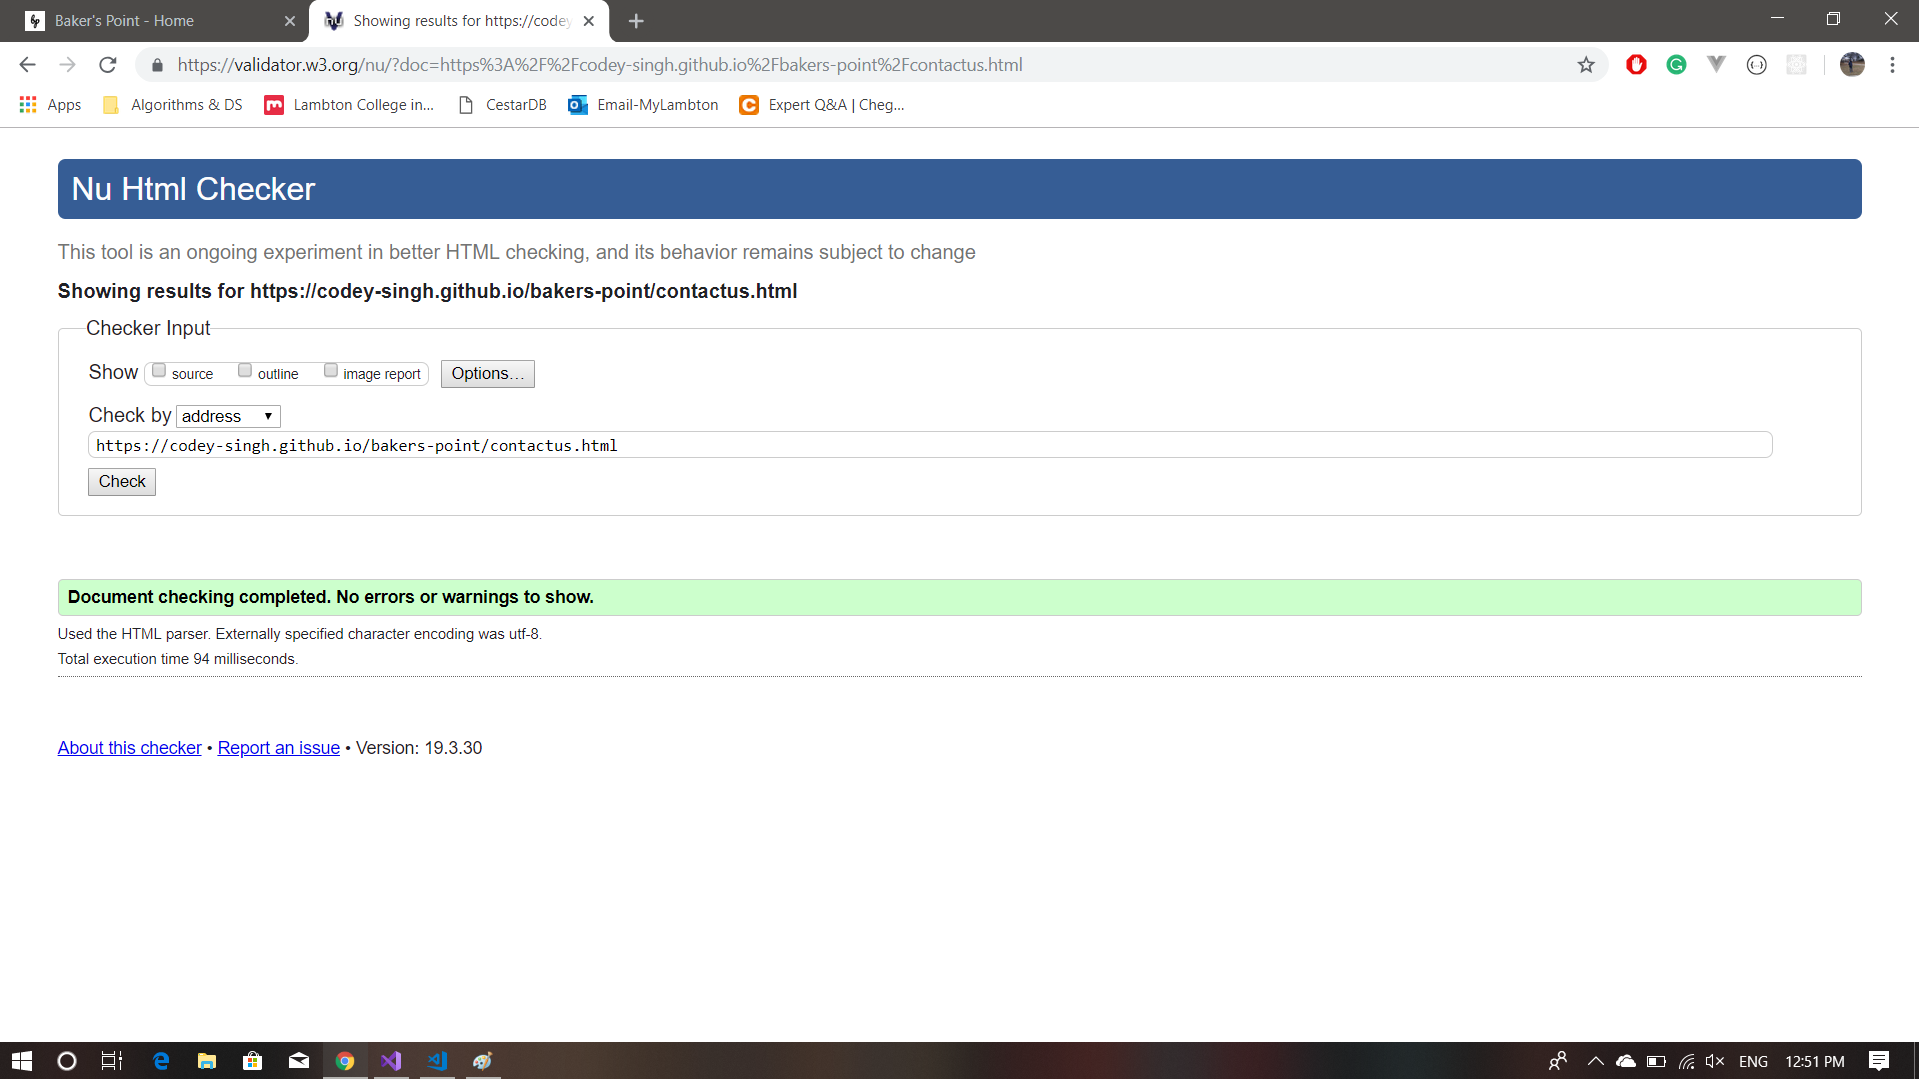 Baker's Point - Home
Showing results for https://codey
https://validator.w3.org/nu/?doc=https%3A%2F%2Fcodey-singh.github.io%2Fbakers-point%2Fcontactus.html
Apps Algorithms & DS Lambton College in... CestarDB Email-MyLambton Expert Q&A | Cheg...
Nu Html Checker
This tool is an ongoing experiment in better HTML checking, and its behavior remains subject to change
Showing results for https://codey-singh.github.io/bakers-point/contactus.html
Checker Input
Show source outline image report Options...
Check by address
https://codey-singh.github.io/bakers-point/contactus.html
Check
Document checking completed. No errors or warnings to show.
Used the HTML parser. Externally specified character encoding was utf-8.
Total execution time 94 milliseconds.
About this checker • Report an issue • Version: 19.3.30
ENG 12:51 PM